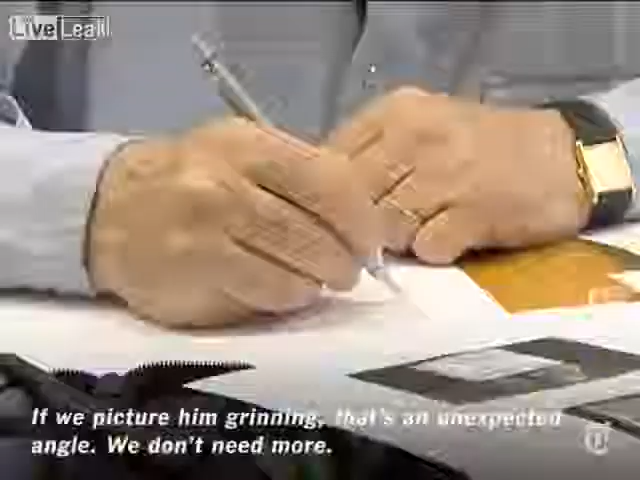 LiveLeak
If we picture him grinning, that's an unexpected
angle. We don't need more.